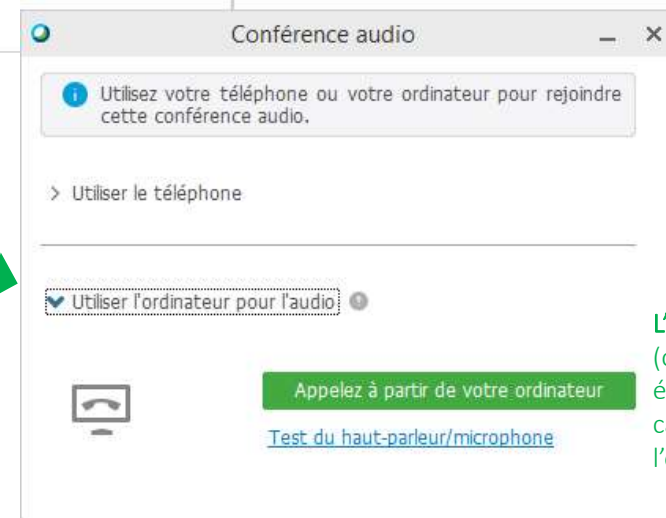 Conférence audio
Utilisez votre téléphone ou votre ordinateur pour rejoindre
cette conférence audio.
Utiliser le téléphone
Utiliser l'ordinateur pour l'audio
Appelez à partir de votre ordinateur
Test du haut-parleur/microphone